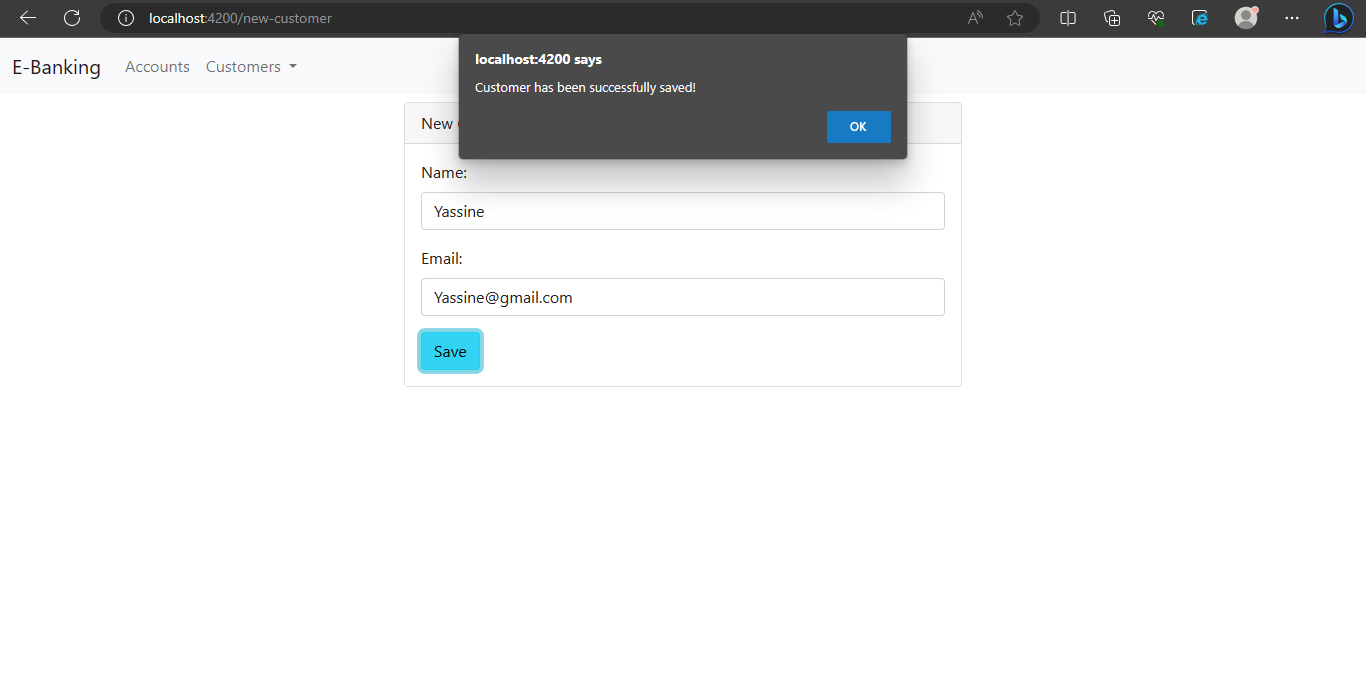 localhost:4200/new-customer
E-Banking Accounts Customers
localhost:4200 says
Customer has been successfully saved!
OK
New
Name:
Yassine
Email:
Yassine@gmail.com
Save